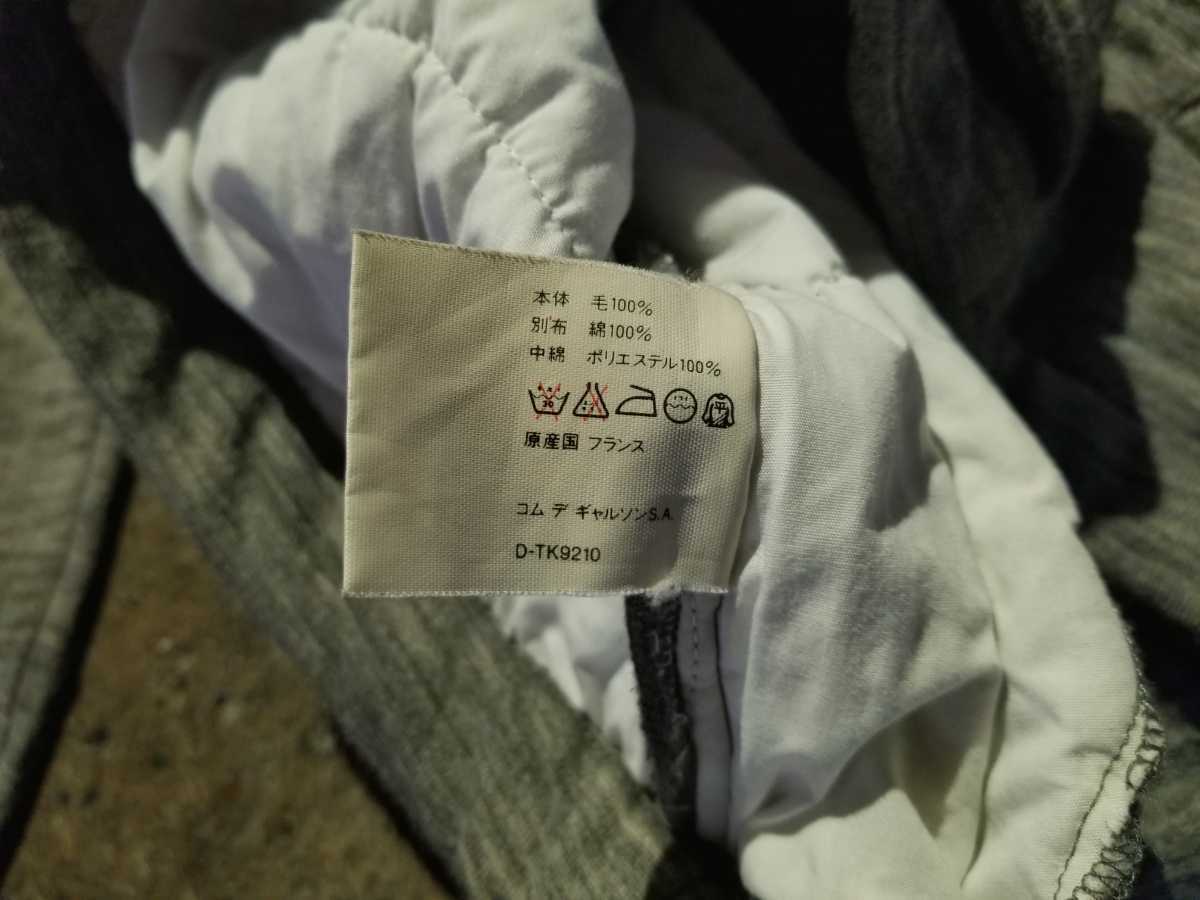 本体 毛100%
別布 綿100%
中綿 ポリエステル100%
30 平
原産国 フランス
コム デ ギャルソンS.A.
D-TK9210